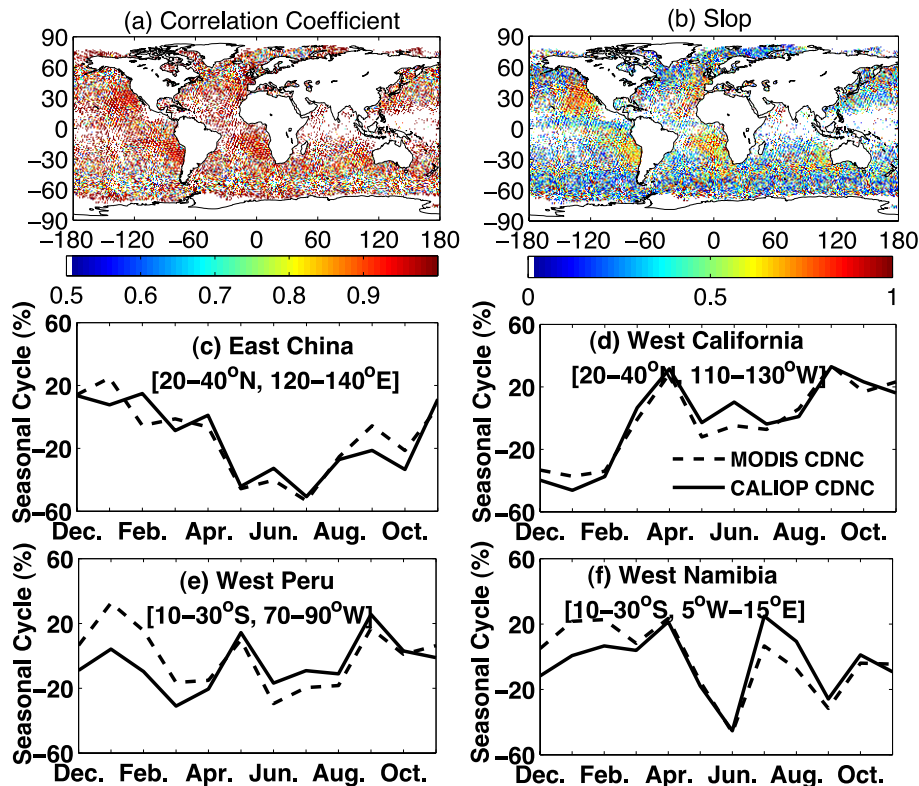 (a) Correlation Coefficient
(b) Slop
90
60
30
0
−30
−60
−90
−180 −120 −60 0 60 120 180
90
60
30
0
−30
−60
−90
−180 −120 −60 0 60 120 180
0.5 0.6 0.7 0.8 0.9
0 0.5 1
Seasonal Cycle (%)
60
20
−20
−60
(c) East China
[20−40°N, 120−140°E]
Dec. Feb. Apr. Jun. Aug. Oct.
Seasonal Cycle (%)
60
20
−20
−60
(d) West California
[20−40°N, 110−130°W]
MODIS CDNC
CALIOP CDNC
Dec. Feb. Apr. Jun. Aug. Oct.
Seasonal Cycle (%)
60
20
−20
−60
(e) West Peru
[10−30°S, 70−90°W]
Dec. Feb. Apr. Jun. Aug. Oct.
Seasonal Cycle (%)
60
20
−20
−60
(f) West Namibia
[10−30°S, 5°W−15°E]
Dec. Feb. Apr. Jun. Aug. Oct.